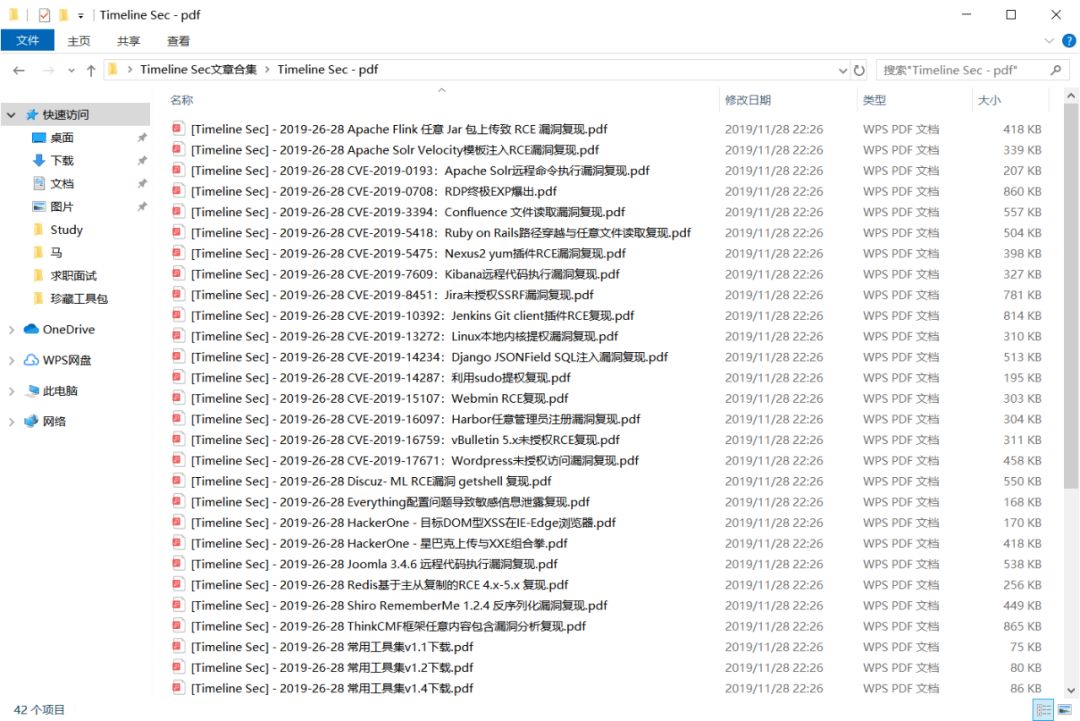 Timeline Sec - pdf
文件 主页 共享 查看
Timeline Sec文章合集 Timeline Sec - pdf 搜索"Timeline Sec - pdf"
名称 修改日期 类型 大小
快速访问
桌面
下载
文档
图片
Study
马
求职面试
珍藏工具包
OneDrive
WPS网盘
此电脑
网络
[Timeline Sec] - 2019-26-28 Apache Flink 任意 Jar 包上传致 RCE 漏洞复现.pdf 2019/11/28 22:26 WPS PDF 文档 418 KB
[Timeline Sec] - 2019-26-28 Apache Solr Velocity模板注入RCE漏洞复现.pdf 2019/11/28 22:26 WPS PDF 文档 339 KB
[Timeline Sec] - 2019-26-28 CVE-2019-0193：Apache Solr远程命令执行漏洞复现.pdf 2019/11/28 22:26 WPS PDF 文档 207 KB
[Timeline Sec] - 2019-26-28 CVE-2019-0708：RDP终极EXP爆出.pdf 2019/11/28 22:26 WPS PDF 文档 860 KB
[Timeline Sec] - 2019-26-28 CVE-2019-3394：Confluence 文件读取漏洞复现.pdf 2019/11/28 22:26 WPS PDF 文档 557 KB
[Timeline Sec] - 2019-26-28 CVE-2019-5418：Ruby on Rails路径穿越与任意文件读取复现.pdf 2019/11/28 22:26 WPS PDF 文档 504 KB
[Timeline Sec] - 2019-26-28 CVE-2019-5475：Nexus2 yum插件RCE漏洞复现.pdf 2019/11/28 22:26 WPS PDF 文档 398 KB
[Timeline Sec] - 2019-26-28 CVE-2019-7609：Kibana远程代码执行漏洞复现.pdf 2019/11/28 22:26 WPS PDF 文档 327 KB
[Timeline Sec] - 2019-26-28 CVE-2019-8451：Jira未授权SSRF漏洞复现.pdf 2019/11/28 22:26 WPS PDF 文档 781 KB
[Timeline Sec] - 2019-26-28 CVE-2019-10392：Jenkins Git client插件RCE复现.pdf 2019/11/28 22:26 WPS PDF 文档 814 KB
[Timeline Sec] - 2019-26-28 CVE-2019-13272：Linux本地内核提权漏洞复现.pdf 2019/11/28 22:26 WPS PDF 文档 310 KB
[Timeline Sec] - 2019-26-28 CVE-2019-14234：Django JSONField SQL注入漏洞复现.pdf 2019/11/28 22:26 WPS PDF 文档 513 KB
[Timeline Sec] - 2019-26-28 CVE-2019-14287：利用sudo提权复现.pdf 2019/11/28 22:26 WPS PDF 文档 195 KB
[Timeline Sec] - 2019-26-28 CVE-2019-15107：Webmin RCE复现.pdf 2019/11/28 22:26 WPS PDF 文档 303 KB
[Timeline Sec] - 2019-26-28 CVE-2019-16097：Harbor任意管理员注册漏洞复现.pdf 2019/11/28 22:26 WPS PDF 文档 304 KB
[Timeline Sec] - 2019-26-28 CVE-2019-16759：vBulletin 5.x未授权RCE复现.pdf 2019/11/28 22:26 WPS PDF 文档 311 KB
[Timeline Sec] - 2019-26-28 CVE-2019-17671：Wordpress未授权访问漏洞复现.pdf 2019/11/28 22:26 WPS PDF 文档 458 KB
[Timeline Sec] - 2019-26-28 Discuz- ML RCE漏洞 getshell 复现.pdf 2019/11/28 22:26 WPS PDF 文档 550 KB
[Timeline Sec] - 2019-26-28 Everything配置问题导致敏感信息泄露复现.pdf 2019/11/28 22:26 WPS PDF 文档 168 KB
[Timeline Sec] - 2019-26-28 HackerOne - 目标DOM型XSS在IE-Edge浏览器.pdf 2019/11/28 22:26 WPS PDF 文档 170 KB
[Timeline Sec] - 2019-26-28 HackerOne - 星巴克上传与XXE组合拳.pdf 2019/11/28 22:26 WPS PDF 文档 418 KB
[Timeline Sec] - 2019-26-28 Joomla 3.4.6 远程代码执行漏洞复现.pdf 2019/11/28 22:26 WPS PDF 文档 538 KB
[Timeline Sec] - 2019-26-28 Redis基于主从复制的RCE 4.x-5.x 复现.pdf 2019/11/28 22:26 WPS PDF 文档 256 KB
[Timeline Sec] - 2019-26-28 Shiro RememberMe 1.2.4 反序列化漏洞复现.pdf 2019/11/28 22:26 WPS PDF 文档 449 KB
[Timeline Sec] - 2019-26-28 ThinkCMF框架任意内容包含漏洞分析复现.pdf 2019/11/28 22:26 WPS PDF 文档 865 KB
[Timeline Sec] - 2019-26-28 常用工具集v1.1下载.pdf 2019/11/28 22:26 WPS PDF 文档 75 KB
[Timeline Sec] - 2019-26-28 常用工具集v1.2下载.pdf 2019/11/28 22:26 WPS PDF 文档 80 KB
[Timeline Sec] - 2019-26-28 常用工具集v1.4下载.pdf 2019/11/28 22:26 WPS PDF 文档 86 KB
42 个项目